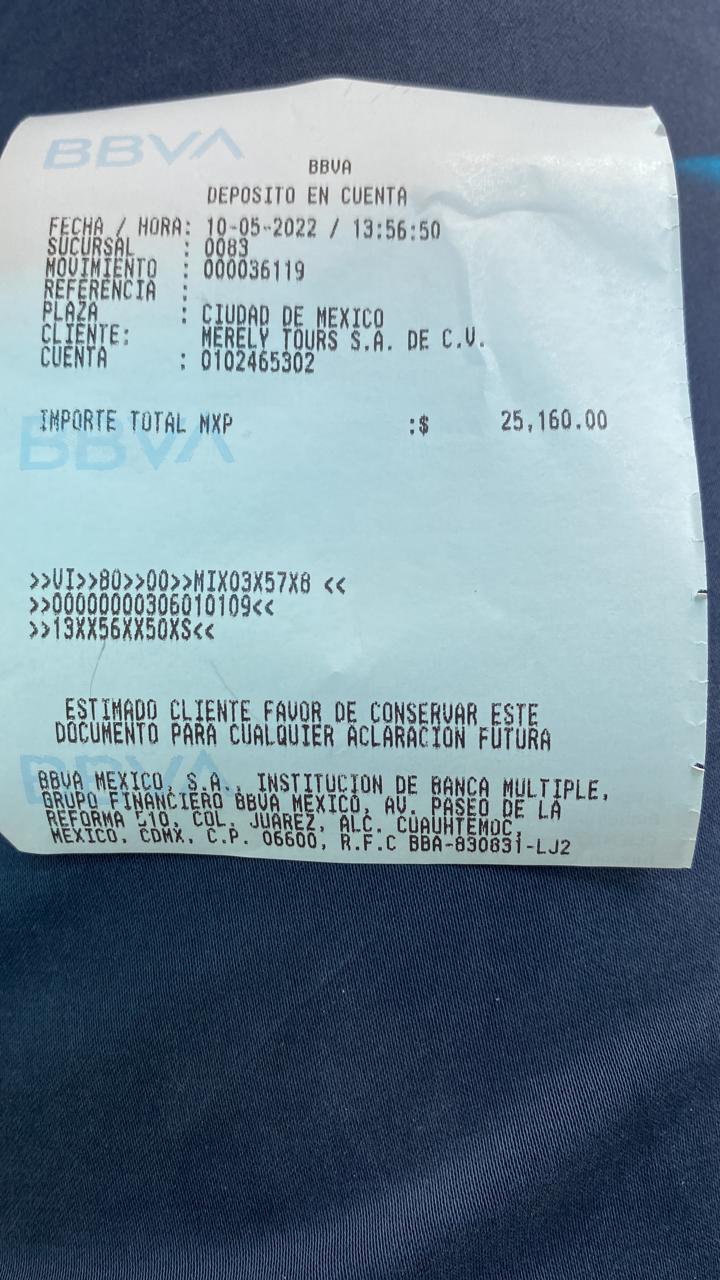 BBVA
BBVA
DEPOSITO EN CUENTA
FECHA / HORA: 10-05-2022 / 13:56:50
SUCURSAL : 0083
MOVIMIENTO : 000036119
REFERENCIA :
PLAZA : CIUDAD DE MEXICO
CLIENTE: MERELY TOURS S.A. DE C.V.
CUENTA : 0102465302
IMPORTE TOTAL MXP :$ 25,160.00
BBVA
>>VI>>80>>00>>MIX03X57X8 <<
>>00000000306010109<<
>>13XX56XX50XS<<
ESTIMADO CLIENTE FAVOR DE CONSERVAR ESTE
DOCUMENTO PARA CUALQUIER ACLARACION FUTURA
BBVA
BBVA MEXICO, S.A., INSTITUCION DE BANCA MULTIPLE,
GRUPO FINANCIERO BBVA MEXICO, AV. PASEO DE LA
REFORMA 510, COL. JUAREZ, ALC. CUAUHTEMOC,
MEXICO, CDMX, C.P. 06600, R.F.C BBA-830831-LJ2